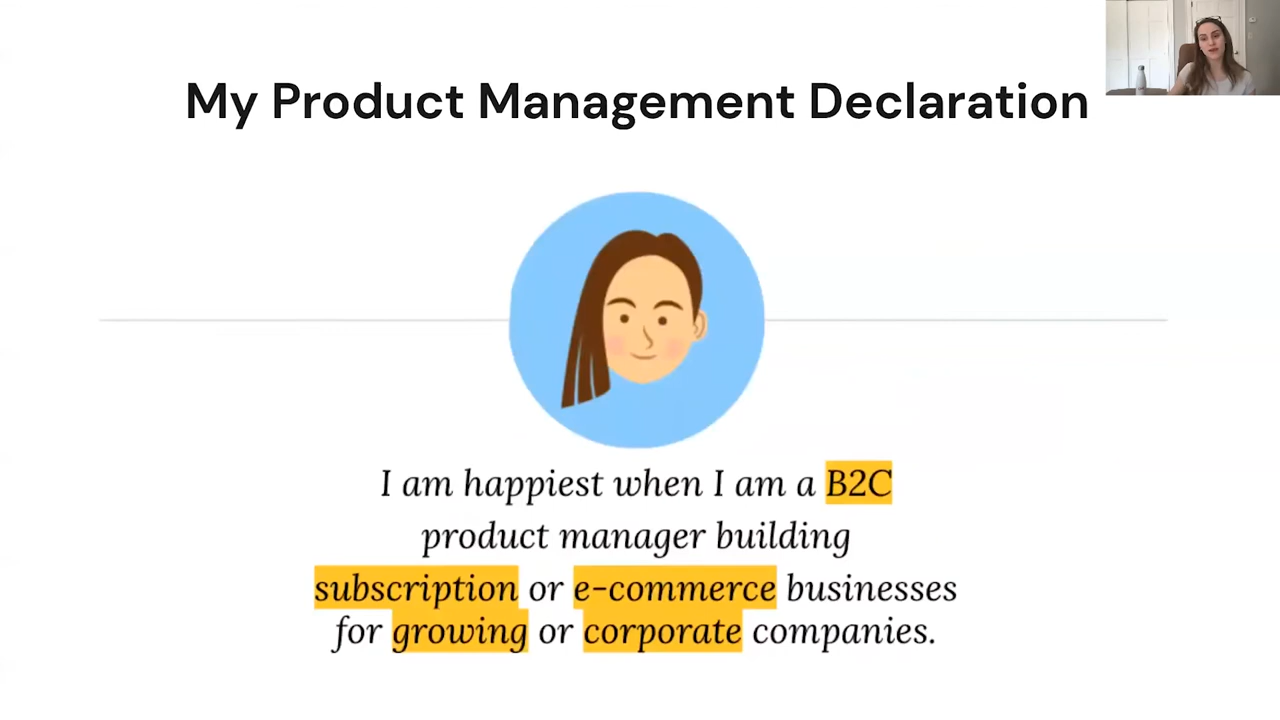 My Product Management Declaration
I am happiest when I am a B2C
product manager building
subscription or e-commerce businesses
for growing or corporate companies.